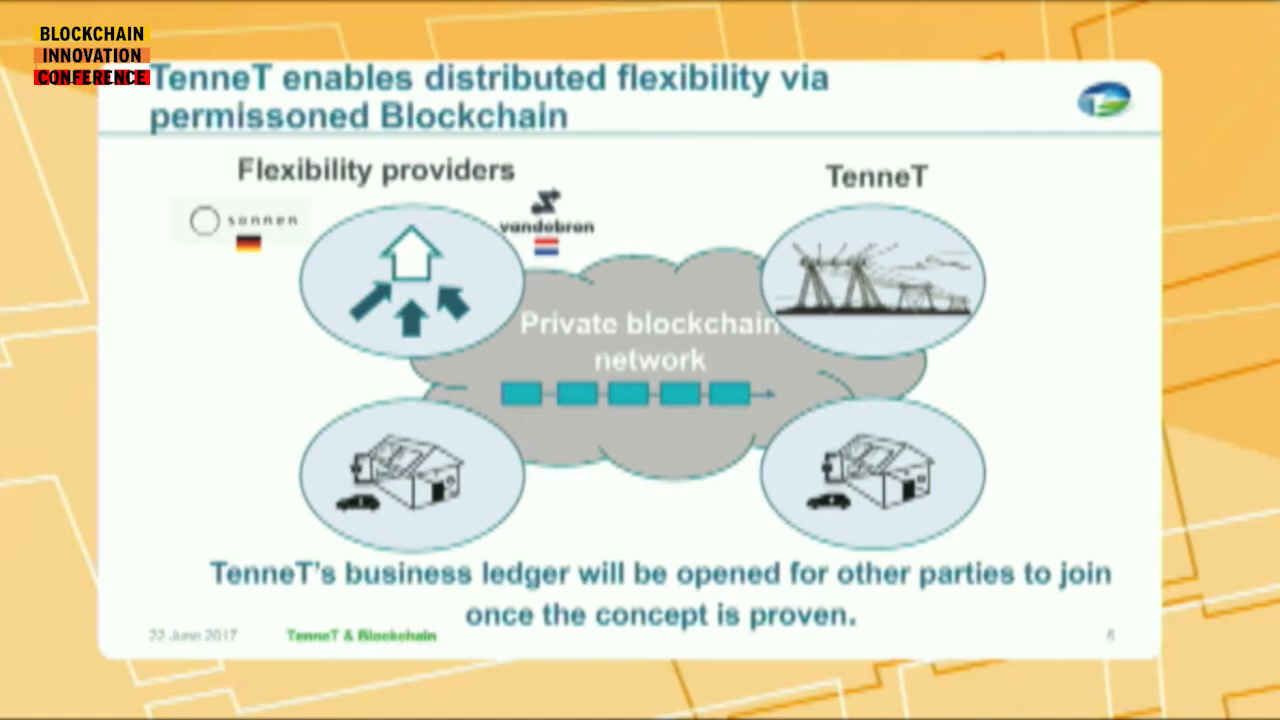 BLOCKCHAIN
INNOVATION
CONFERENCE
TenneT enables distributed flexibility via
permissoned Blockchain
Flexibility providers
TenneT
sonnen
vandebron
Private blockchain
network
TenneT's business ledger will be opened for other parties to join
once the concept is proven.
22 June 2017
TenneT & Blockchain
6